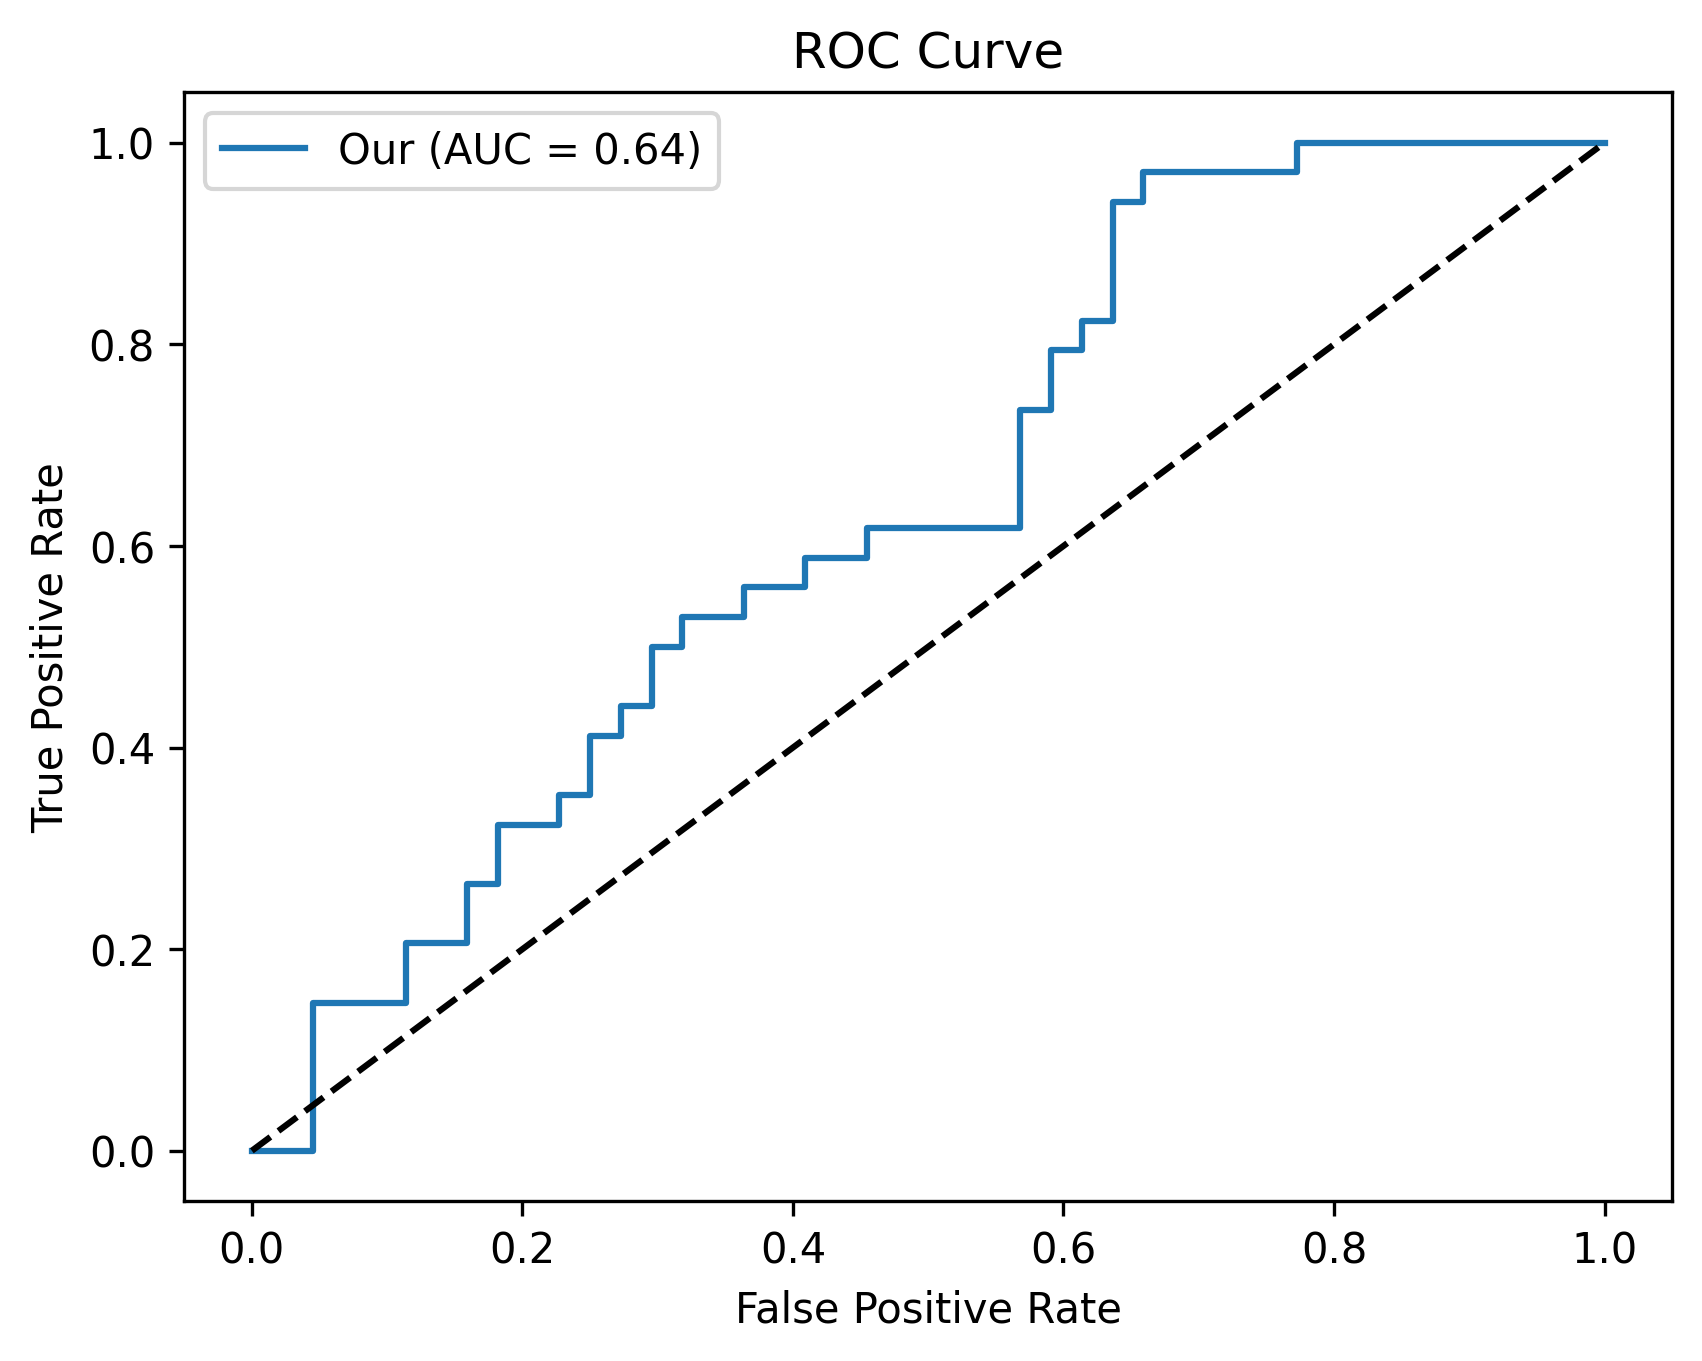 ROC Curve
Our (AUC = 0.64)
1.0
0.8
0.6
0.4
0.2
0.0
True Positive Rate
0.0 0.2 0.4 0.6 0.8 1.0
False Positive Rate